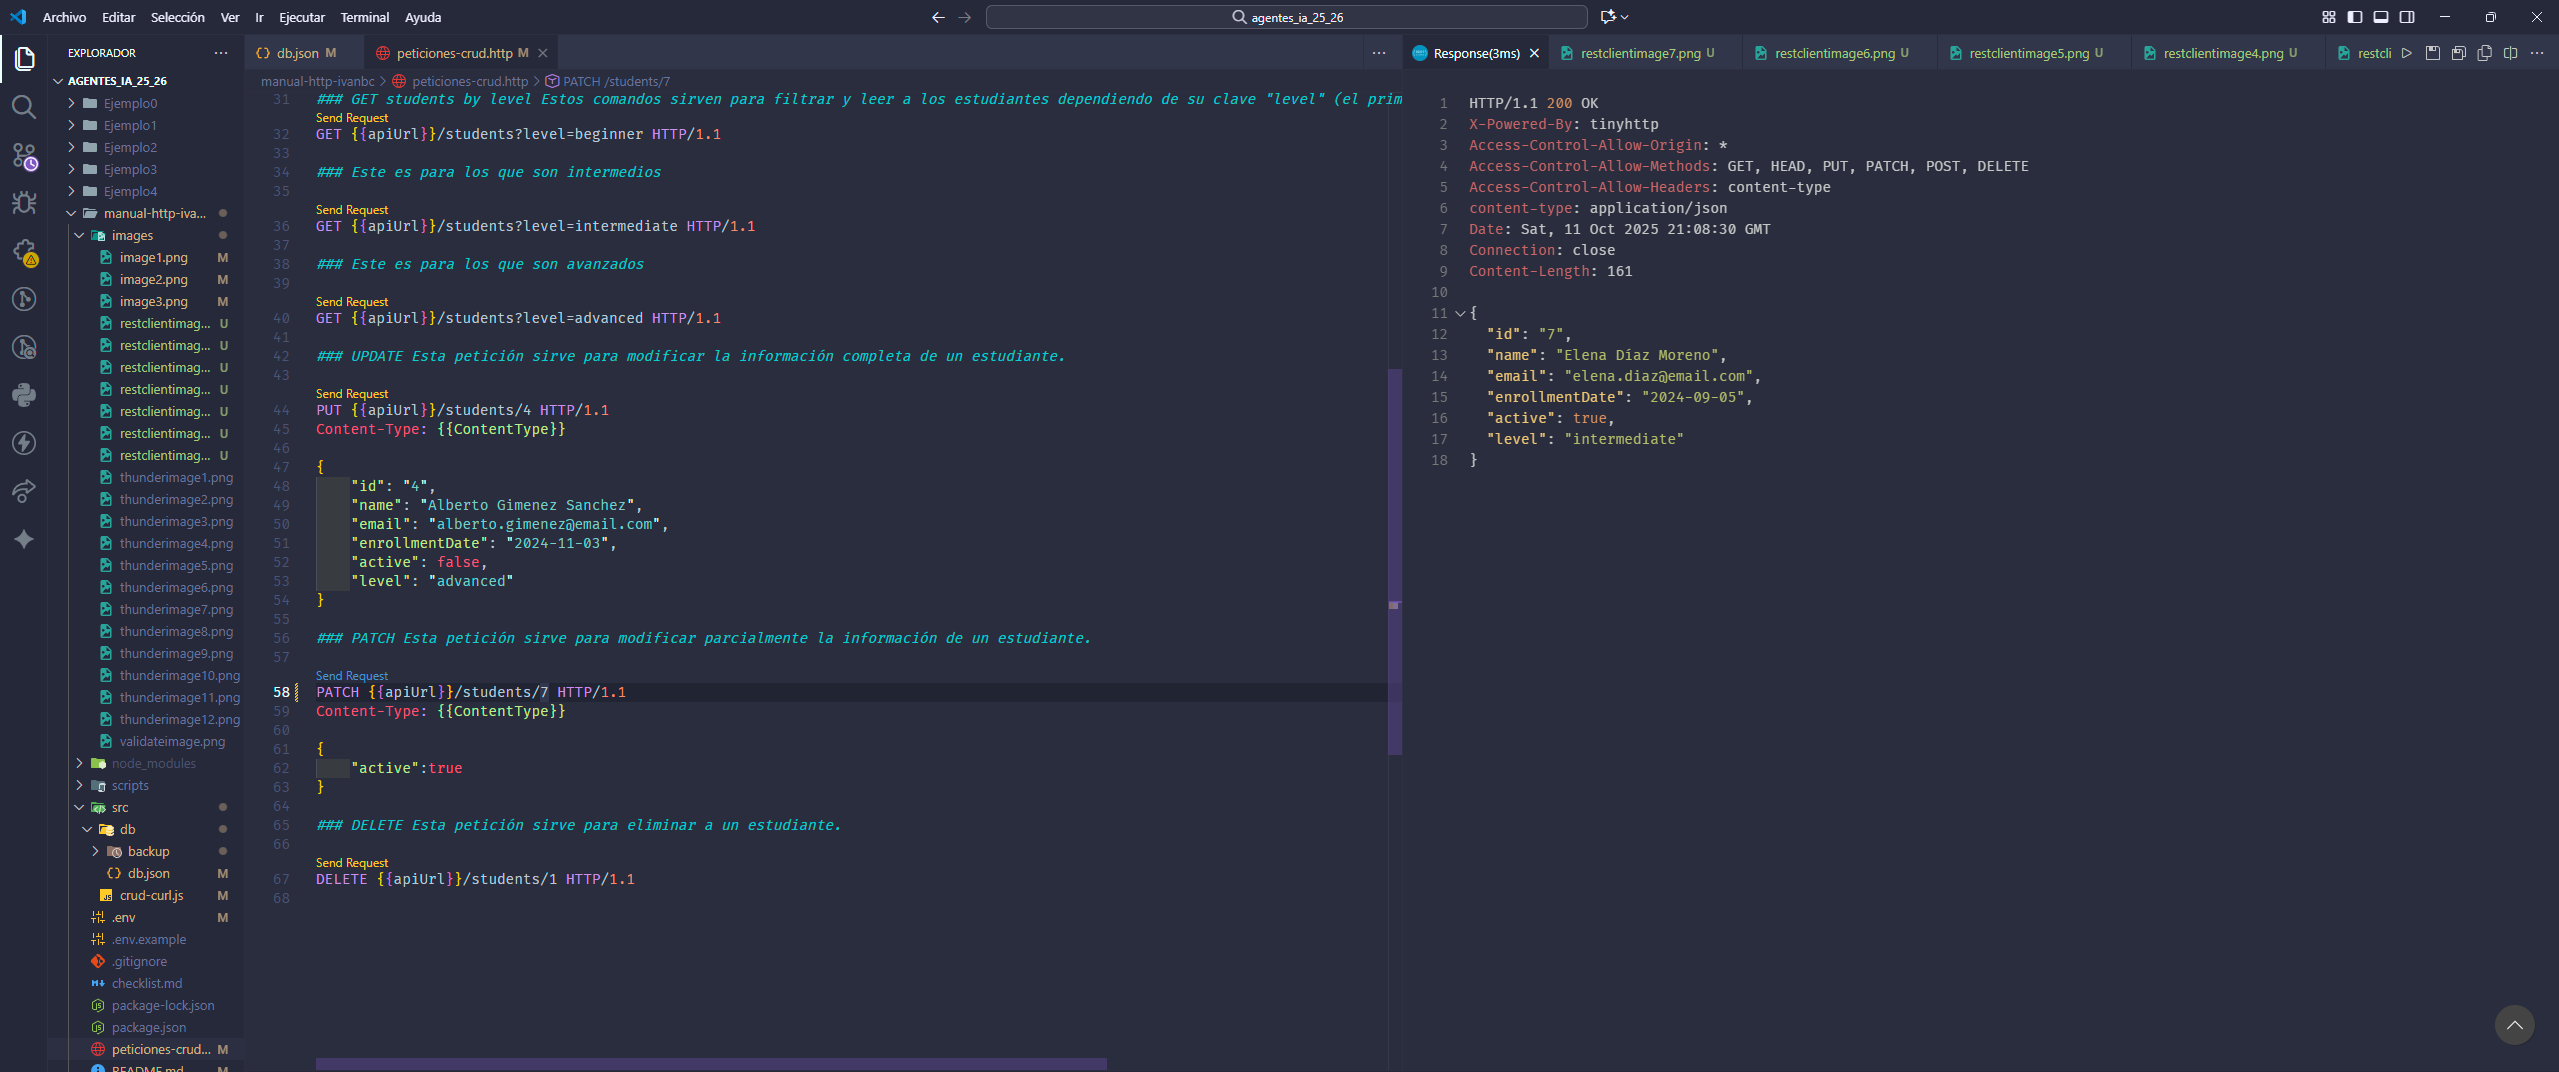 Archivo Editar Selección Ver Ir Ejecutar Terminal Ayuda
agentes_ia_25_26
EXPLORADOR
AGENTES_IA_25_26
Ejemplo0
Ejemplo1
Ejemplo2
Ejemplo3
Ejemplo4
manual-http-iva...
images
image1.png M
image2.png M
image3.png M
restclientimag... U
restclientimag... U
restclientimag... U
restclientimag... U
restclientimag... U
restclientimag... U
restclientimag... U
thunderimage1.png
thunderimage2.png
thunderimage3.png
thunderimage4.png
thunderimage5.png
thunderimage6.png
thunderimage7.png
thunderimage8.png
thunderimage9.png
thunderimage10.png
thunderimage11.png
thunderimage12.png
validateimage.png
node_modules
scripts
src
db
backup
db.json M
crud-curl.js M
.env M
.env.example
.gitignore
checklist.md
package-lock.json
package.json
peticiones-crud... M
README.md M
db.json M peticiones-crud.http M
manual-http-ivanbc > peticiones-crud.http > PATCH /students/7
31 ### GET students by level Estos comandos sirven para filtrar y leer a los estudiantes dependiendo de su clave "level" (el prim
Send Request
32 GET {{apiUrl}}/students?level=beginner HTTP/1.1
33
34 ### Este es para los que son intermedios
35
Send Request
36 GET {{apiUrl}}/students?level=intermediate HTTP/1.1
37
38 ### Este es para los que son avanzados
39
Send Request
40 GET {{apiUrl}}/students?level=advanced HTTP/1.1
41
42 ### UPDATE Esta petición sirve para modificar la información completa de un estudiante.
43
Send Request
44 PUT {{apiUrl}}/students/4 HTTP/1.1
45 Content-Type: {{ContentType}}
46
47 {
48 "id": "4",
49 "name": "Alberto Gimenez Sanchez",
50 "email": "alberto.gimenez@email.com",
51 "enrollmentDate": "2024-11-03",
52 "active": false,
53 "level": "advanced"
54 }
55
56 ### PATCH Esta petición sirve para modificar parcialmente la información de un estudiante.
57
Send Request
58 PATCH {{apiUrl}}/students/7 HTTP/1.1
59 Content-Type: {{ContentType}}
60
61 {
62 "active":true
63 }
64
65 ### DELETE Esta petición sirve para eliminar a un estudiante.
66
Send Request
67 DELETE {{apiUrl}}/students/1 HTTP/1.1
68
Response(3ms) restclientimage7.png U restclientimage6.png U restclientimage5.png U restclientimage4.png U restcli
1 HTTP/1.1 200 OK
2 X-Powered-By: tinyhttp
3 Access-Control-Allow-Origin: *
4 Access-Control-Allow-Methods: GET, HEAD, PUT, PATCH, POST, DELETE
5 Access-Control-Allow-Headers: content-type
6 content-type: application/json
7 Date: Sat, 11 Oct 2025 21:08:30 GMT
8 Connection: close
9 Content-Length: 161
10
11 {
12 "id": "7",
13 "name": "Elena Díaz Moreno",
14 "email": "elena.diaz@email.com",
15 "enrollmentDate": "2024-09-05",
16 "active": true,
17 "level": "intermediate"
18 }